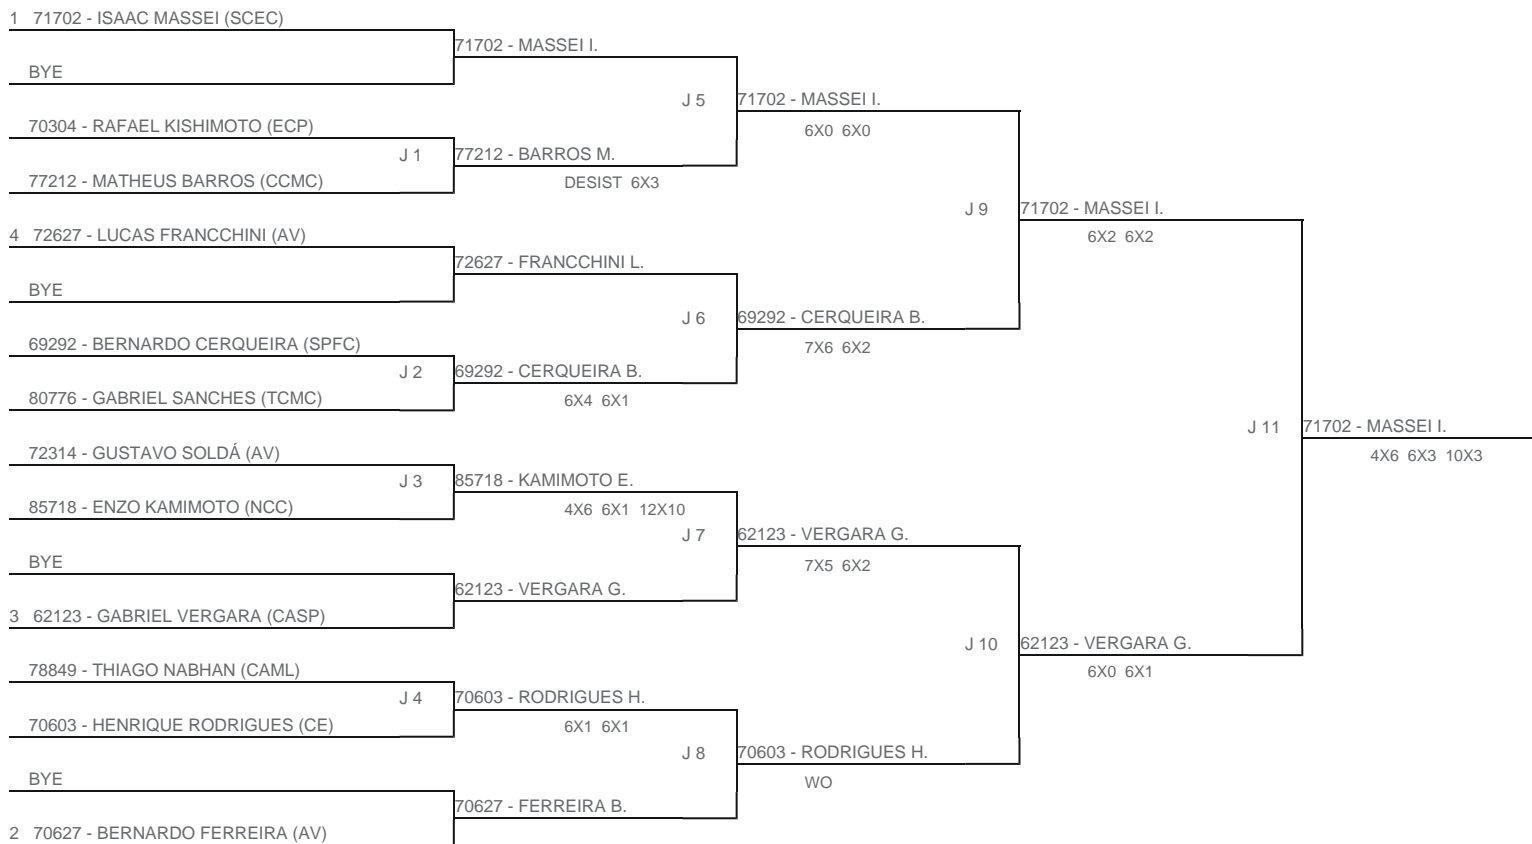 1 71702 - ISAAC MASSEI (SCEC)
71702 - MASSEI I.
BYE
J 5 71702 - MASSEI I.
70304 - RAFAEL KISHIMOTO (ECP)
6X0 6X0
J 1 77212 - BARROS M.
77212 - MATHEUS BARROS (CCMC)
DESIST 6X3
J 9 71702 - MASSEI I.
4 72627 - LUCAS FRANCCHINI (AV)
6X2 6X2
72627 - FRANCCHINI L.
BYE
J 6 69292 - CERQUEIRA B.
69292 - BERNARDO CERQUEIRA (SPFC)
7X6 6X2
J 2 69292 - CERQUEIRA B.
80776 - GABRIEL SANCHES (TCMC)
6X4 6X1
J 11 71702 - MASSEI I.
72314 - GUSTAVO SOLDÁ (AV)
4X6 6X3 10X3
J 3 85718 - KAMIMOTO E.
85718 - ENZO KAMIMOTO (NCC)
4X6 6X1 12X10
J 7 62123 - VERGARA G.
BYE
7X5 6X2
62123 - VERGARA G.
3 62123 - GABRIEL VERGARA (CASP)
J 10 62123 - VERGARA G.
78849 - THIAGO NABHAN (CAML)
6X0 6X1
J 4 70603 - RODRIGUES H.
70603 - HENRIQUE RODRIGUES (CE)
6X1 6X1
J 8 70603 - RODRIGUES H.
BYE
WO
70627 - FERREIRA B.
2 70627 - BERNARDO FERREIRA (AV)